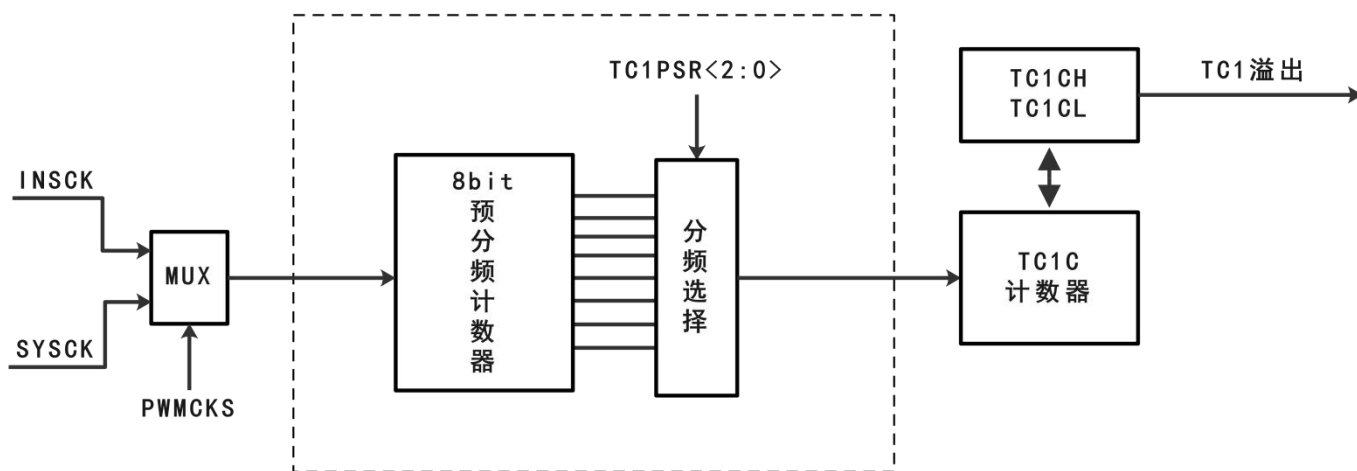 TC1PSR<2:0>
TC1CH
TC1CL
TC1溢出
INSCK
8bit
预
分
频
计
数
器
分
频
选
择
MUX
TC1C
计数器
SYSCK
PWMCKS